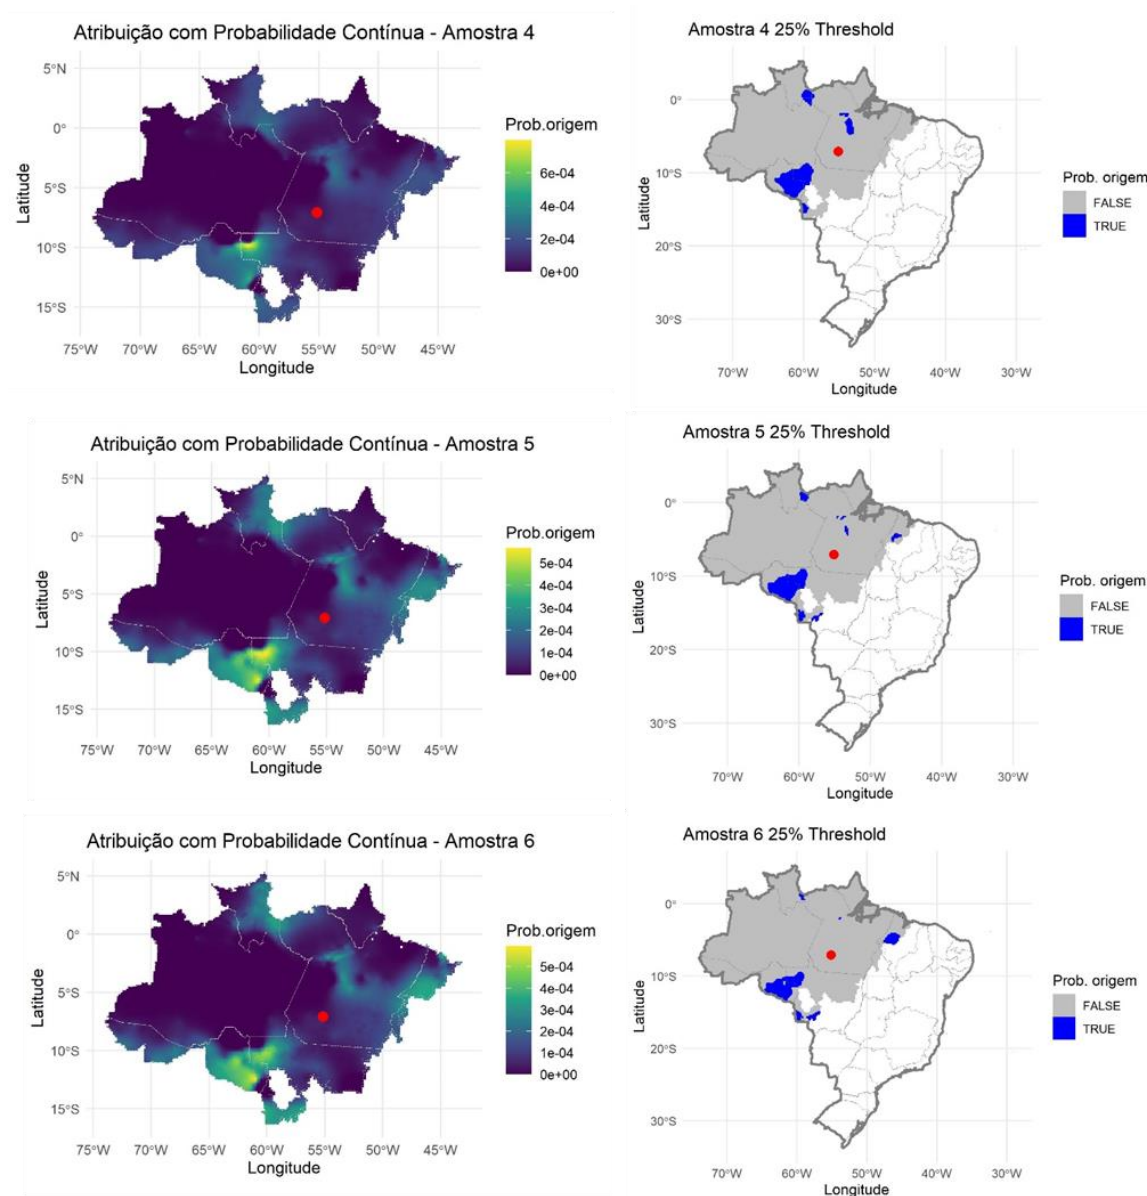 Atribuição com Probabilidade Contínua - Amostra 4
5°N
0°
5°S
10°S
15°S
Latitude
75°W 70°W 65°W 60°W 55°W 50°W 45°W
Longitude
Prob.origem
6e-04
4e-04
2e-04
0e+00
Amostra 4 25% Threshold
0°
10°S
20°S
30°S
Latitude
70°W 60°W 50°W 40°W 30°W
Longitude
Prob. origem
FALSE
TRUE
Atribuição com Probabilidade Contínua - Amostra 5
5°N
0°
5°S
10°S
15°S
Latitude
75°W 70°W 65°W 60°W 55°W 50°W 45°W
Longitude
Prob.origem
5e-04
4e-04
3e-04
2e-04
1e-04
0e+00
Amostra 5 25% Threshold
0°
10°S
20°S
30°S
Latitude
70°W 60°W 50°W 40°W 30°W
Longitude
Prob. origem
FALSE
TRUE
Atribuição com Probabilidade Contínua - Amostra 6
5°N
0°
5°S
10°S
15°S
Latitude
75°W 70°W 65°W 60°W 55°W 50°W 45°W
Longitude
Prob.origem
5e-04
4e-04
3e-04
2e-04
1e-04
0e+00
Amostra 6 25% Threshold
0°
10°S
20°S
30°S
Latitude
70°W 60°W 50°W 40°W 30°W
Longitude
Prob. origem
FALSE
TRUE